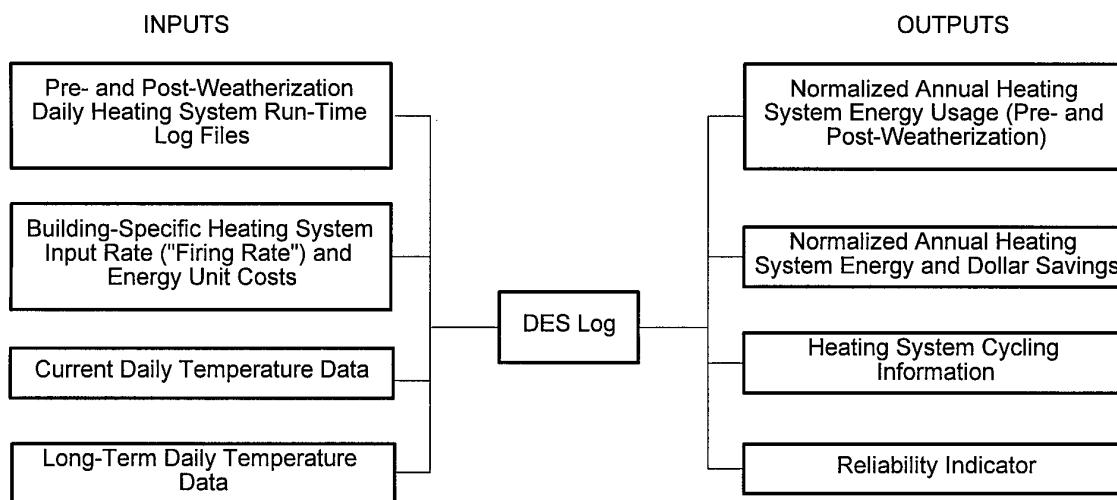 INPUTS
Pre- and Post-Weatherization
Daily Heating System Run-Time
Log Files
Building-Specific Heating System
Input Rate ("Firing Rate") and
Energy Unit Costs
Current Daily Temperature Data
Long-Term Daily Temperature
Data
DES Log
OUTPUTS
Normalized Annual Heating
System Energy Usage (Pre- and
Post-Weatherization)
Normalized Annual Heating
System Energy and Dollar Savings
Heating System Cycling
Information
Reliability Indicator